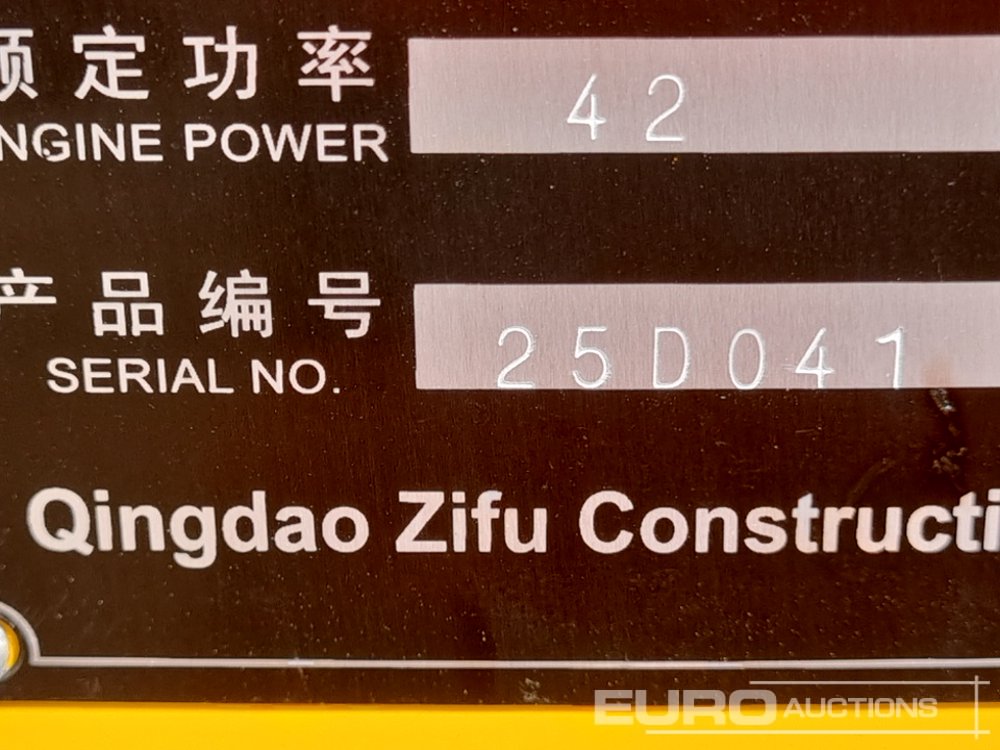 额定功率
ENGINE POWER 42
产品编号
SERIAL NO. 25D041
Qingdao Zifu Constructi
EURO AUCTIONS